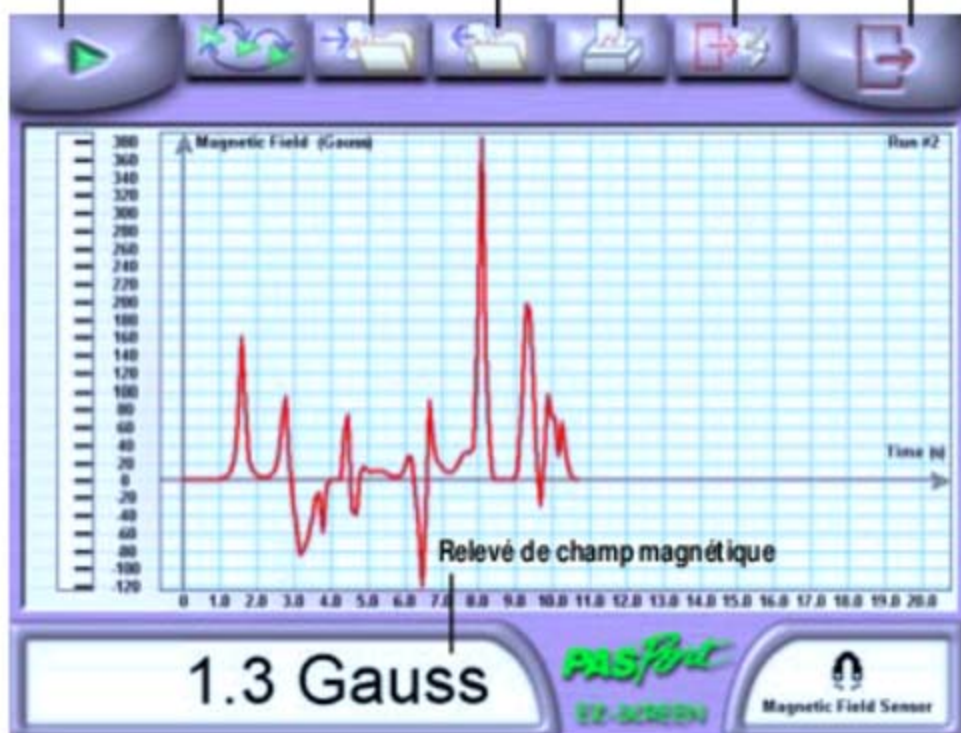 Magnetic Field (Gauss)
Run #2
380
360
340
320
300
280
260
240
220
200
180
160
140
120
100
80
60
40
20
0
-20
-40
-60
-80
-100
-120
Time (s)
Relevé de champ magnétique
0 1.0 2.0 3.0 4.0 5.0 6.0 7.0 8.0 9.0 10.0 11.0 12.0 13.0 14.0 15.0 16.0 17.0 18.0 19.0 20.0
1.3 Gauss
PASPort
EZ-SCREEN
Magnetic Field Sensor